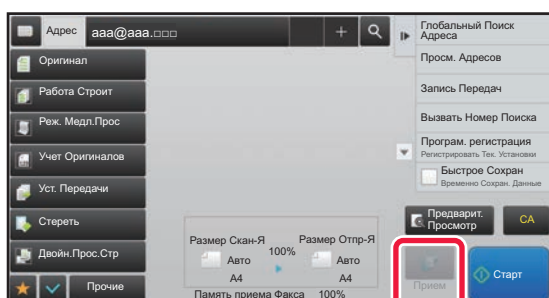 Адрес aaa@aaa.□□□
Глобальный Поиск
Адреса
Оригинал
Просм. Адресов
Работа Строит
Запись Передач
Реж. Медл.Прос
Вызвать Номер Поиска
Учет Оригиналов
Програм. регистрация
Регистрировать Тек. Установки
Быстрое Сохран
Временно Сохран. Данные
Уст. Передачи
Стереть
Предварит.
Просмотр
CA
Двойн.Прос.Стр
Размер Скан-Я
100%
Размер Отпр-Я
Авто
A4
Авто
A4
Прочие
Память приема Факса 100%
Прием
Старт